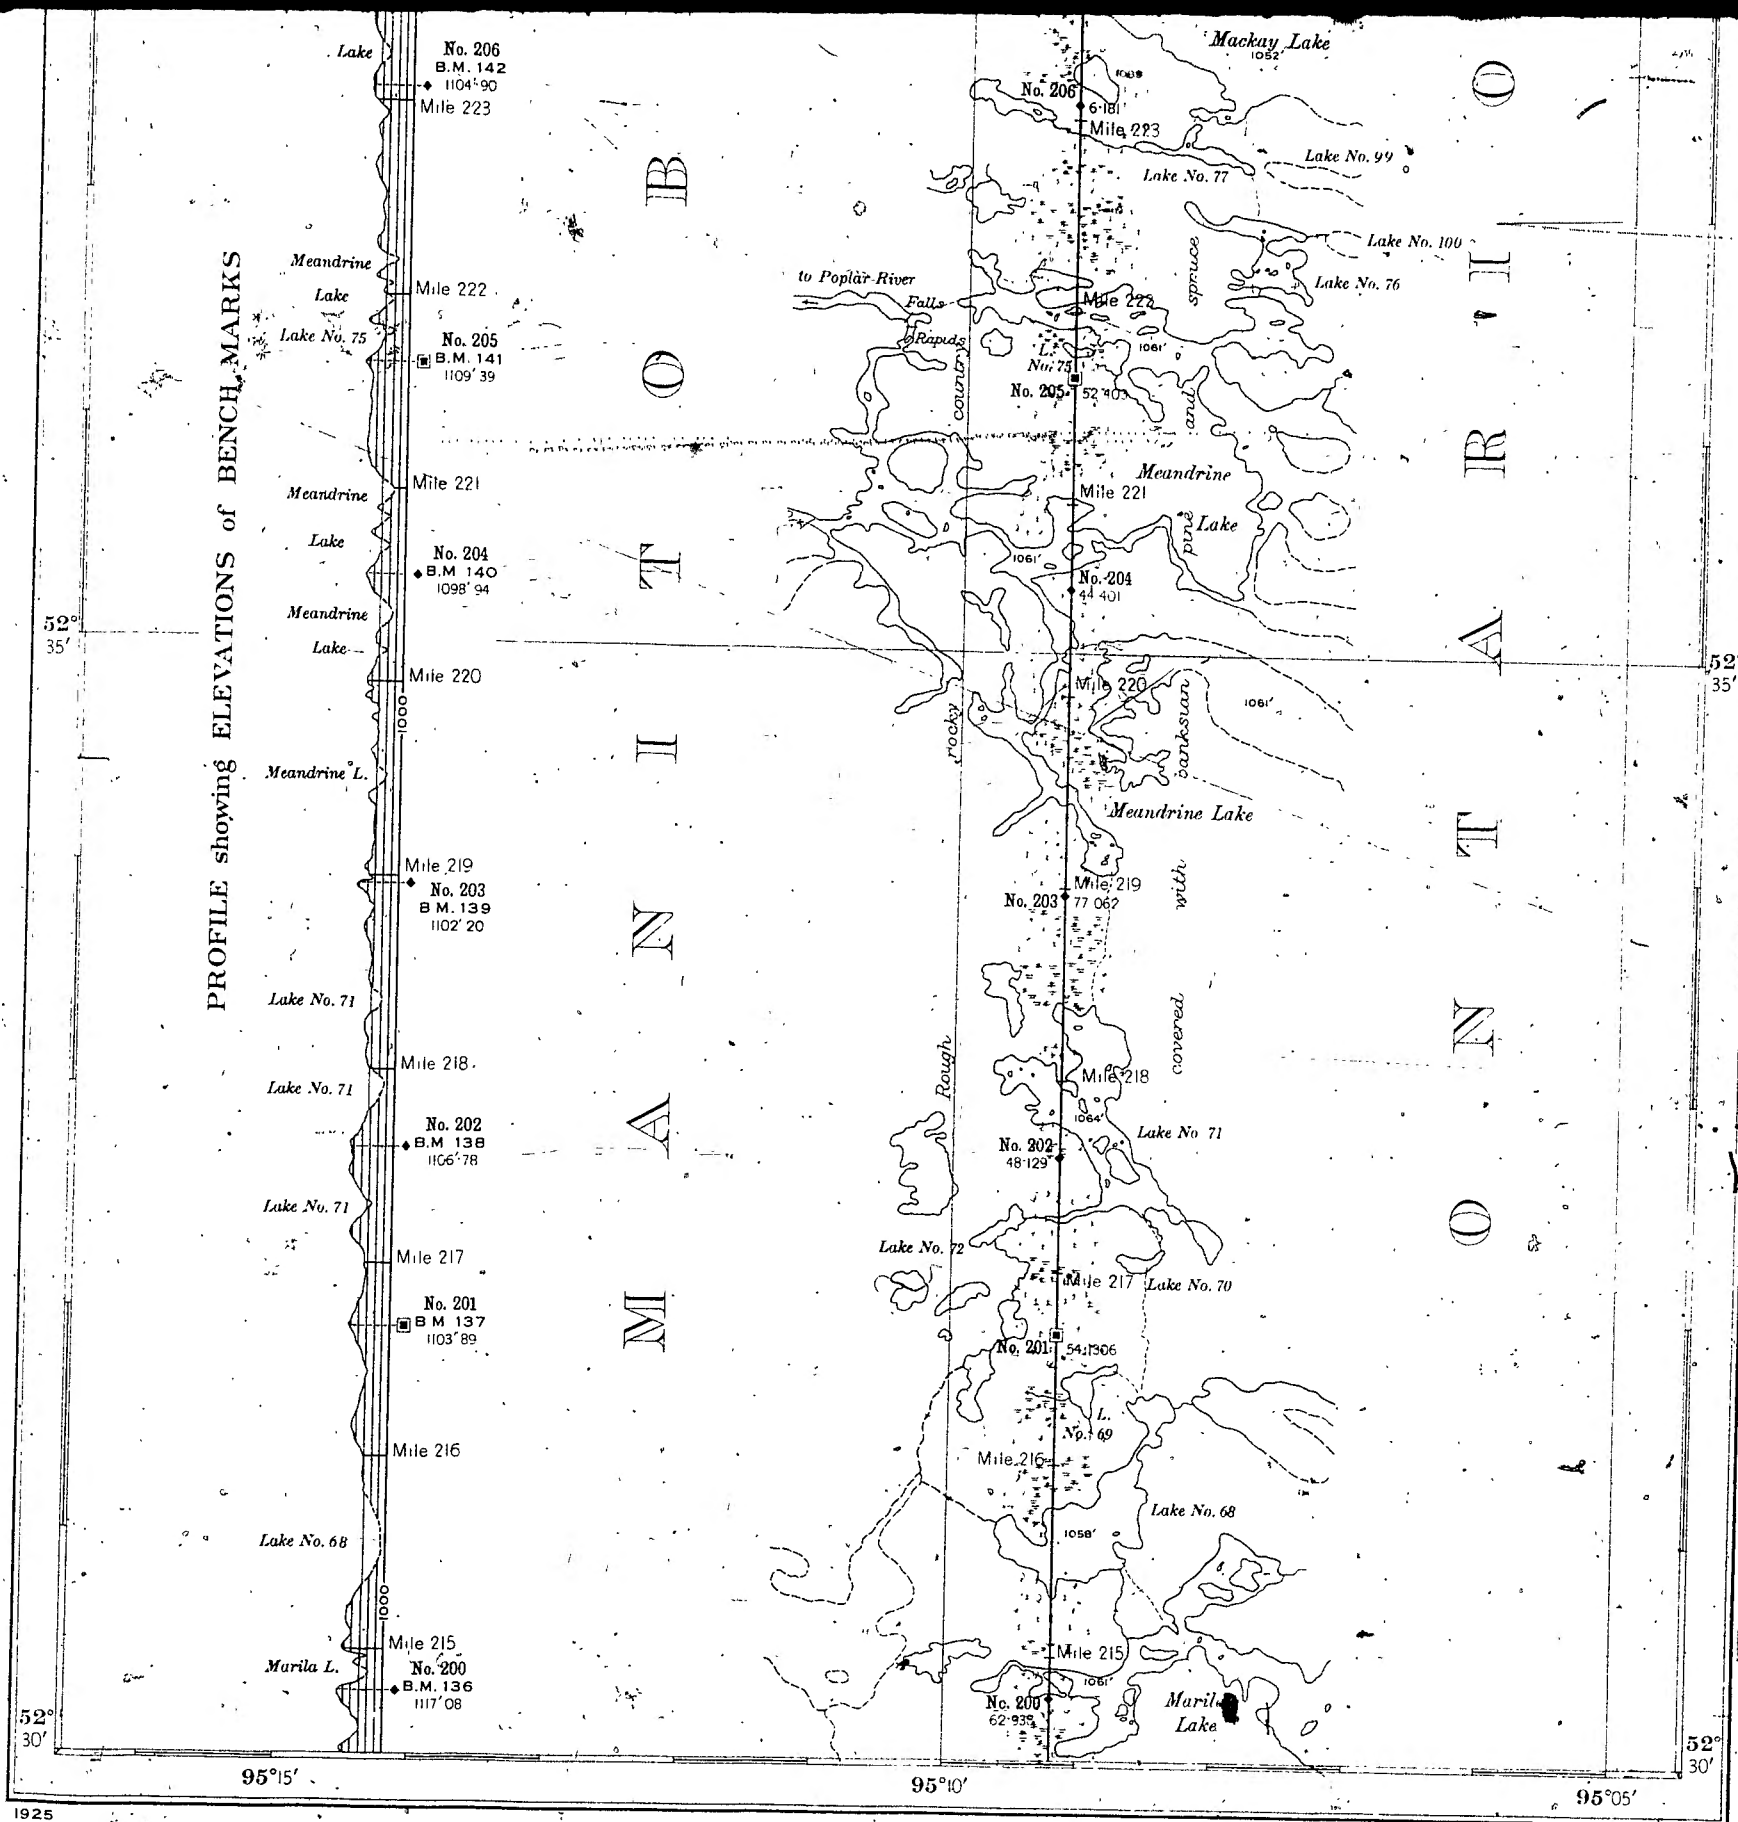 PROFILE showing ELEVATIONS of BENCH MARKS
Lake
No. 206
B.M. 142
1104·90
Mile 223
Meandrine
Lake
Mile 222
Lake No. 75
No. 205
B.M. 141
1109'39
Mile 221
Meandrine
Lake
No. 204
B.M 140
1098'94
Meandrine
Lake
Mile 220
1000
Meandrine L.
Mile 219
No. 203
B M. 139
1102'20
Lake No. 71
Mile 218
Lake No. 71
No. 202
B.M 138
1106·78
Lake No. 71
Mile 217
No. 201
B M 137
1103'89
Mile 216
Lake No. 68
1000
Mile 215
Marila L.
No. 200
B.M. 136
1117'08
MANITOBA
ONTARIO
Mackay Lake
1052'
No. 206
6·181
Mile 223
Lake No. 99
Lake No. 77
Lake No. 100
Lake No. 76
to Poplar River
Falls
Rapids
Mile 222
1061'
L.
No. 75
No. 205
52·403
Meandrine
Lake
Mile 221
1061'
No. 204
44·401
Mile 220
1061'
Meandrine Lake
Mile 219
No. 203
77·062
Mile 218
1064'
Lake No 71
No. 202
48·129
Lake No. 72
Mile 217
Lake No. 70
No. 201
54·1306
L.
No. 69
Mile 216
Lake No. 68
1058'
Mile 215
1061'
No. 200
Marila
Lake
Rough rocky country
covered with banksian pine and spruce
52°
35'
52°
35'
52°
30'
52°
30'
95°15'
95°10'
95°05'
1925